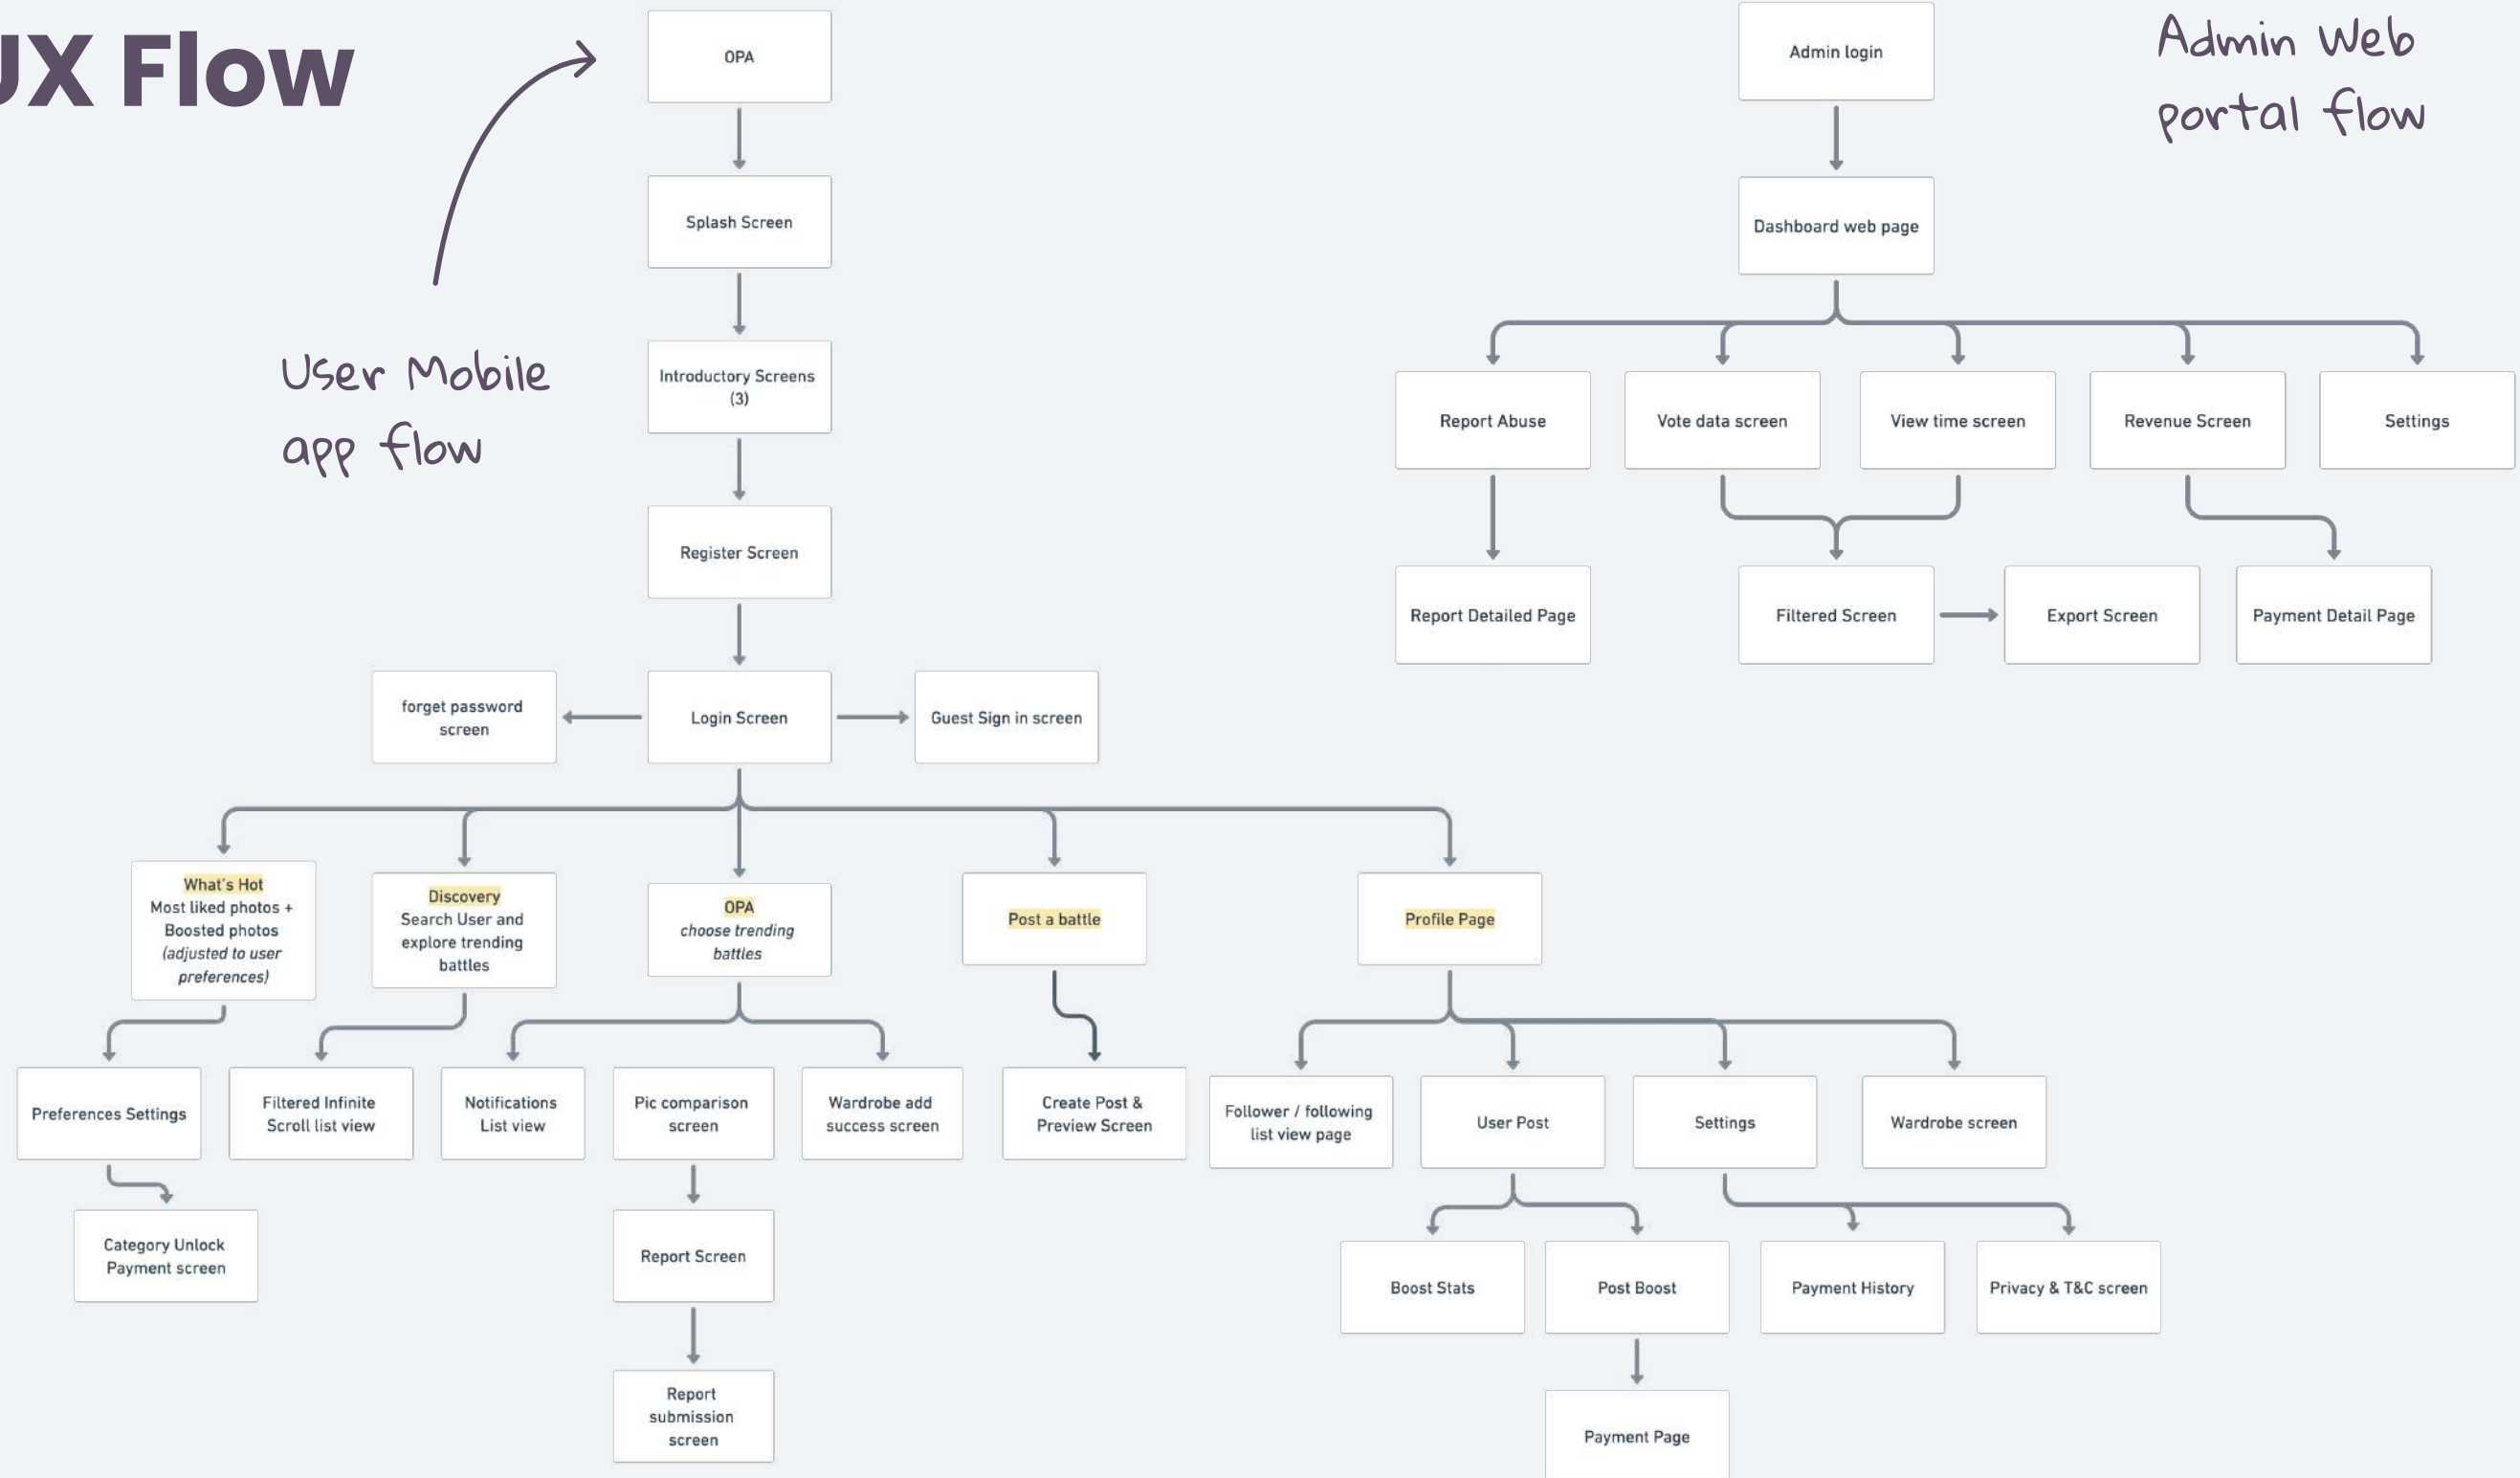 UX Flow
User Mobile
app flow
OPA
Splash Screen
Introductory Screens
(3)
Register Screen
forget password
screen
Login Screen
Guest Sign in screen
What's Hot
Most liked photos +
Boosted photos
(adjusted to user
preferences)
Discovery
Search User and
explore trending
battles
OPA
choose trending
battles
Post a battle
Profile Page
Preferences Settings
Filtered Infinite
Scroll list view
Notifications
List view
Pic comparison
screen
Wardrobe add
success screen
Create Post &
Preview Screen
Follower / following
list view page
User Post
Settings
Wardrobe screen
Category Unlock
Payment screen
Report Screen
Boost Stats
Post Boost
Payment History
Privacy & T&C screen
Report
submission
screen
Payment Page
Admin Web
portal flow
Admin login
Dashboard web page
Report Abuse
Vote data screen
View time screen
Revenue Screen
Settings
Report Detailed Page
Filtered Screen
Export Screen
Payment Detail Page